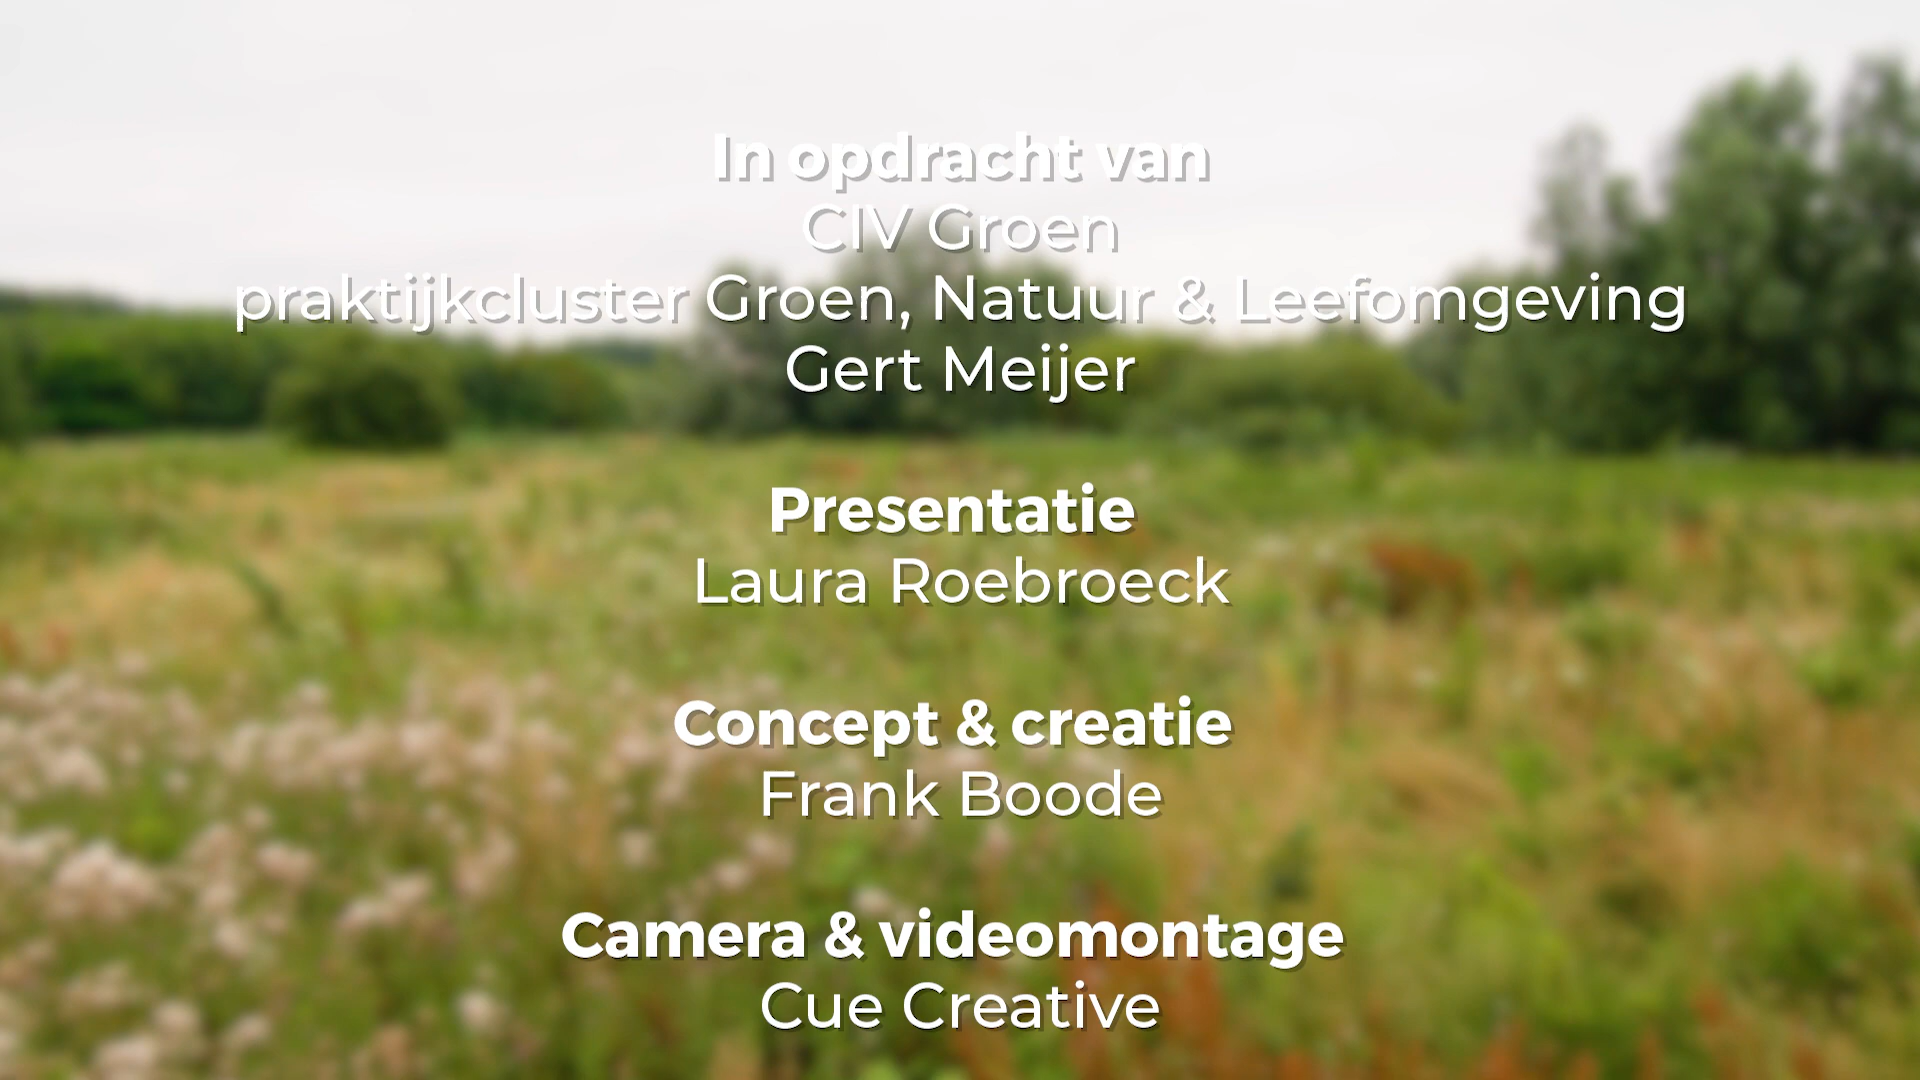 In opdracht van
CIV Groen
praktijkcluster Groen, Natuur & Leefomgeving
Gert Meijer
Presentatie
Laura Roebroeck
Concept & creatie
Frank Boode
Camera & videomontage
Cue Creative